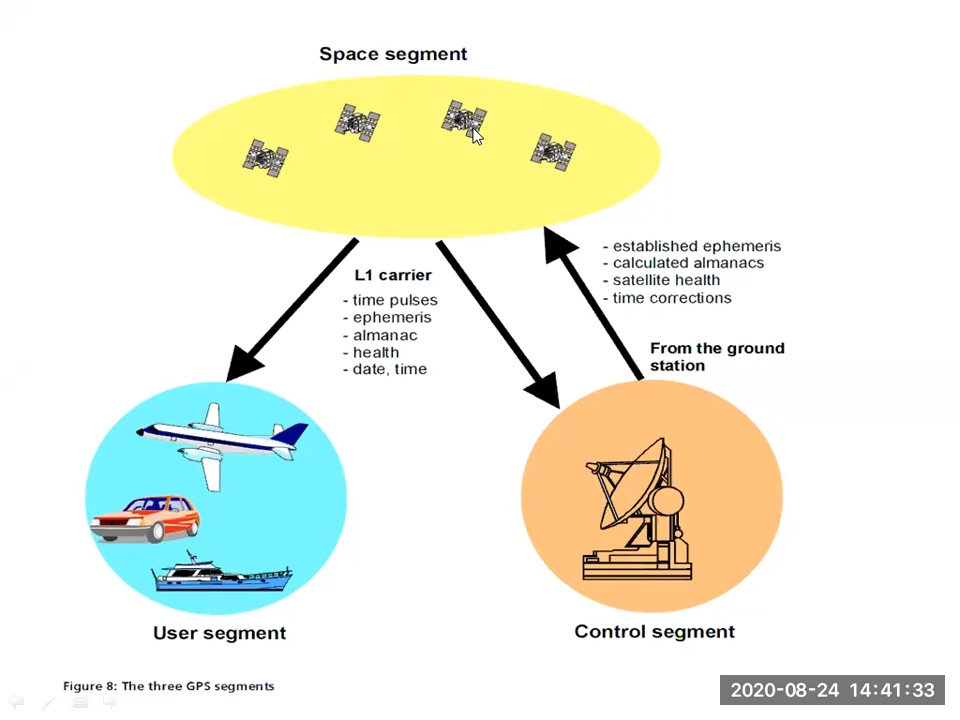 Space segment
- established ephemeris
- calculated almanacs
- satellite health
- time corrections
L1 carrier
- time pulses
- ephemeris
- almanac
- health
- date, time
From the ground
station
User segment
Control segment
Figure 8: The three GPS segments
2020-08-24 14:41:33